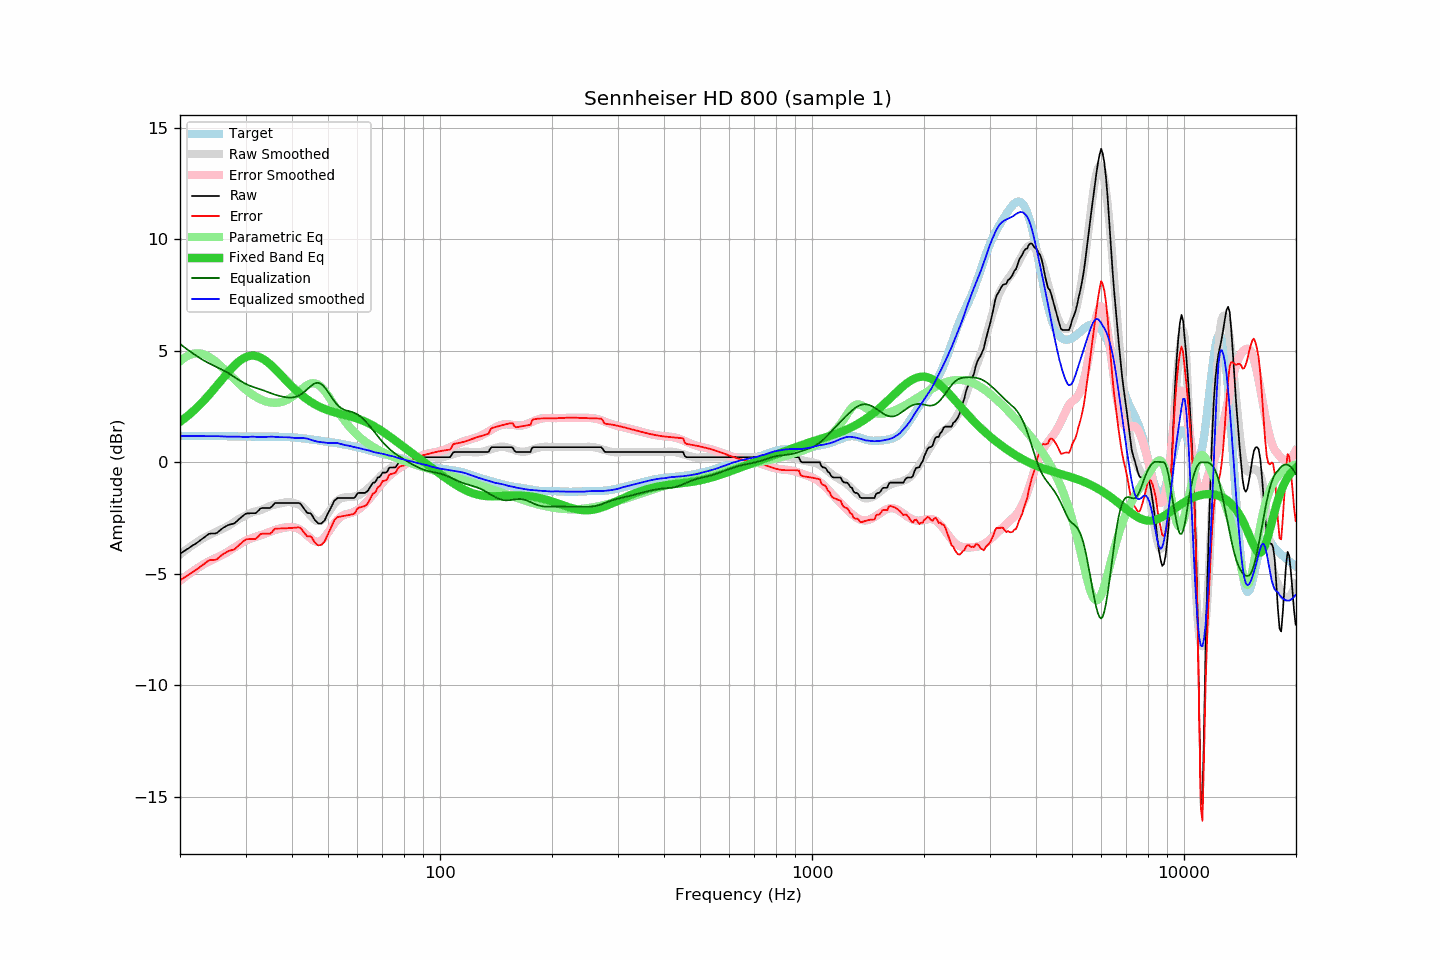 Sennheiser HD 800 (sample 1)
15
10
5
0
−5
−10
−15
Amplitude (dBr)
Target
Raw Smoothed
Error Smoothed
Raw
Error
Parametric Eq
Fixed Band Eq
Equalization
Equalized smoothed
100
1000
10000
Frequency (Hz)